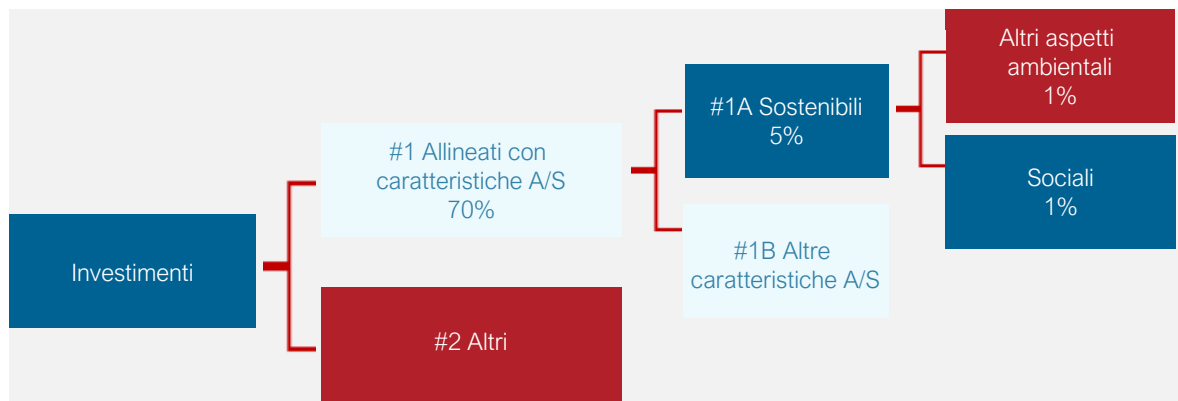 Investimenti
#1 Allineati con
caratteristiche A/S
70%
#2 Altri
#1A Sostenibili
5%
#1B Altre
caratteristiche A/S
Altri aspetti
ambientali
1%
Sociali
1%